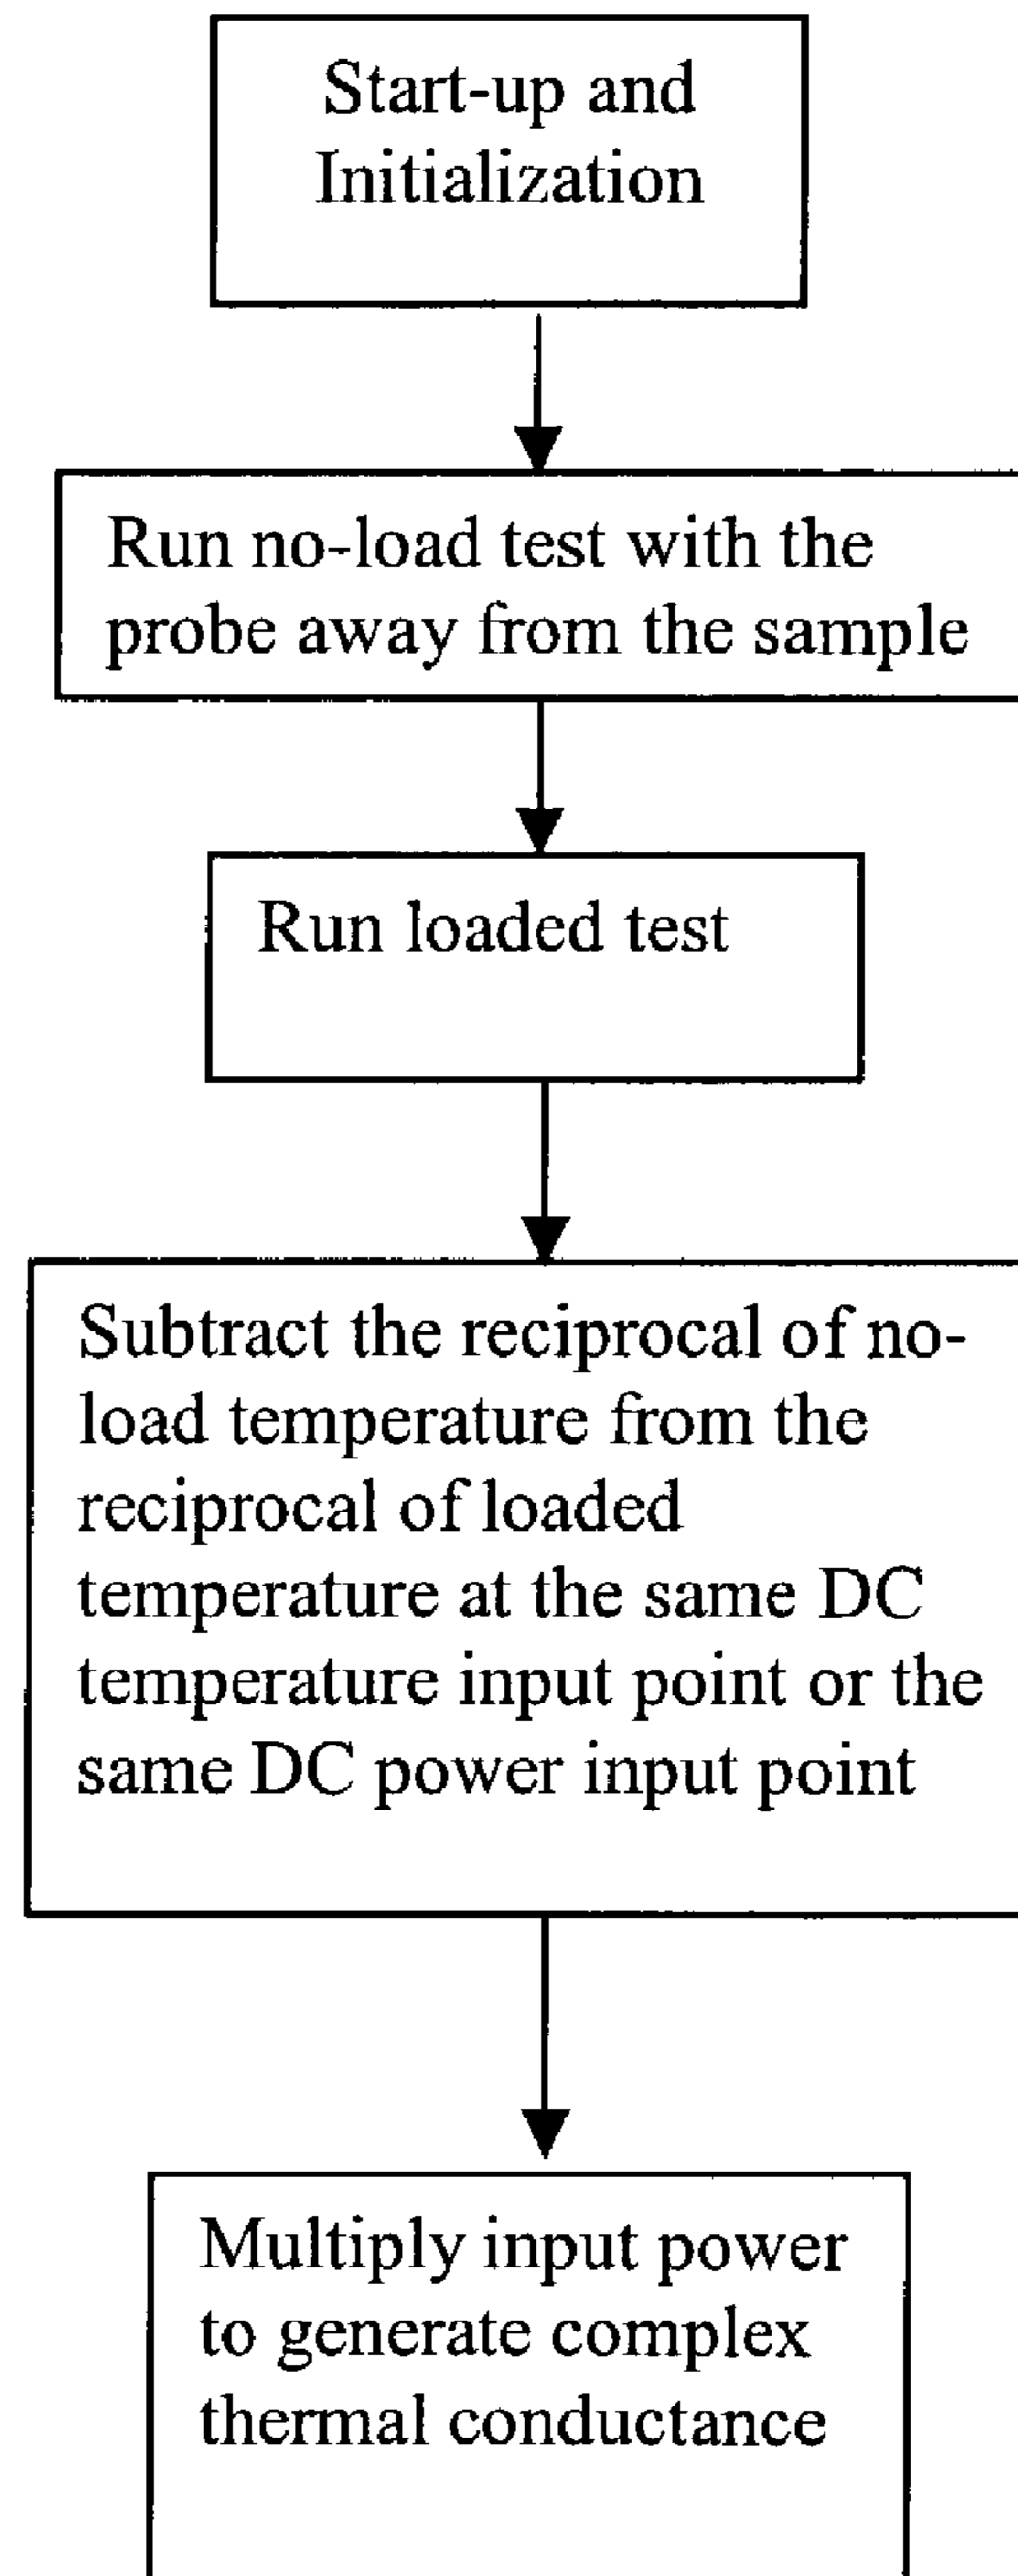 Start-up and
Initialization
Run no-load test with the
probe away from the sample
Run loaded test
Subtract the reciprocal of no-
load temperature from the
reciprocal of loaded
temperature at the same DC
temperature input point or the
same DC power input point
Multiply input power
to generate complex
thermal conductance